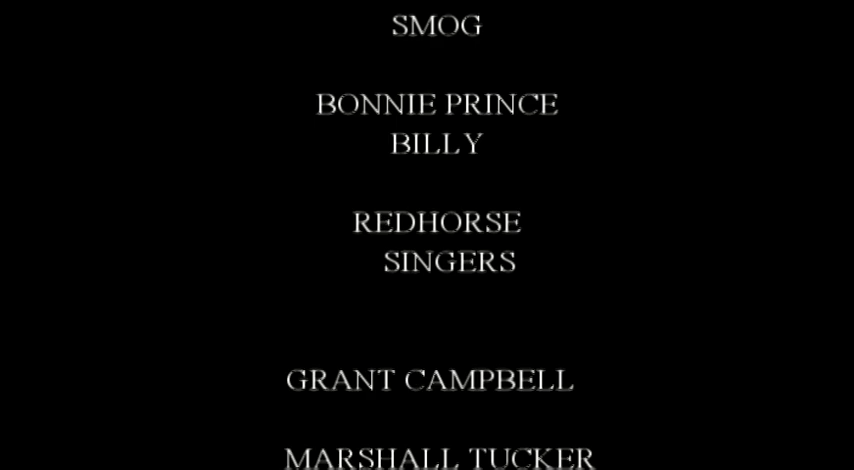 SMOG
BONNIE PRINCE
BILLY
REDHORSE
SINGERS
GRANT CAMPBELL
MARSHALL TUCKER